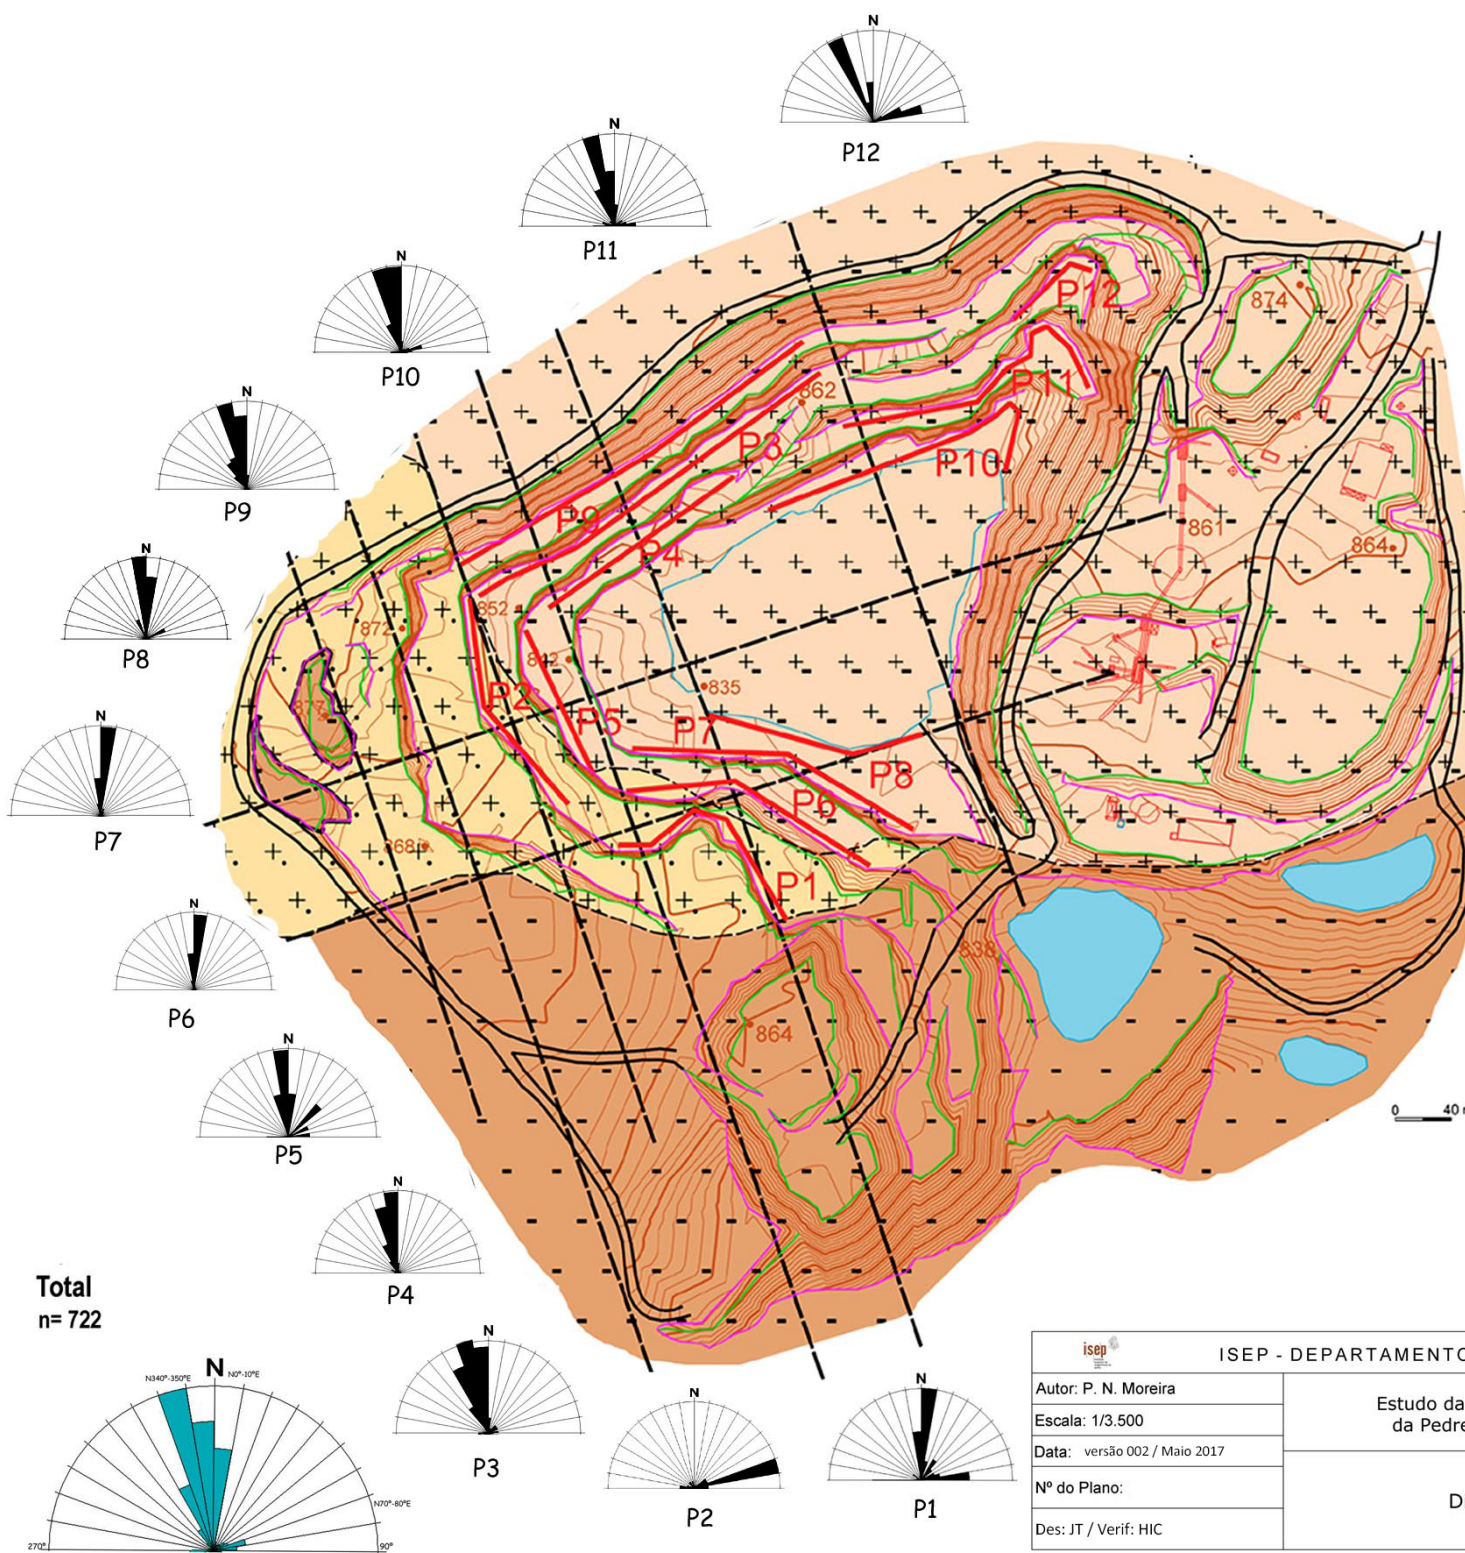 N
P12
N
P11
N
P10
N
P9
N
P8
N
P7
N
P6
N
P5
N
P4
N
P3
N
P2
N
P1
P12
874
P11
862
P3
P10
861
P9
864
P4
852
872
842
835
P2
877
P5
P7
P8
P6
868
P1
838
864
0 40
Total
n= 722
N340°-350°E
N
N0°-10°E
N70°-80°E
270°
90°
isep
ISEP - DEPARTAMENTO
Autor: P. N. Moreira
Estudo da
da Pedre
Escala: 1/3.500
Data: versão 002 / Maio 2017
Nº do Plano:
Des: JT / Verif: HIC